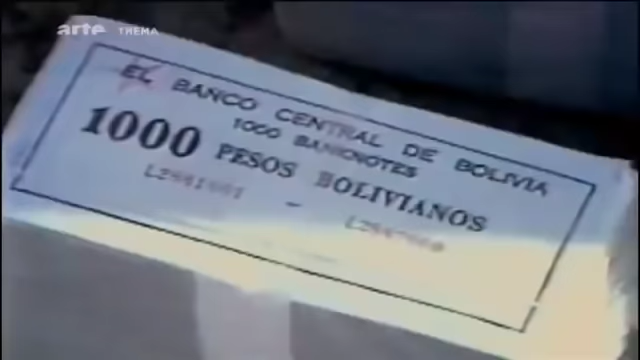 arte THEMA
EL BANCO CENTRAL DE BOLIVIA
1000 BANKNOTES
1000 PESOS BOLIVIANOS